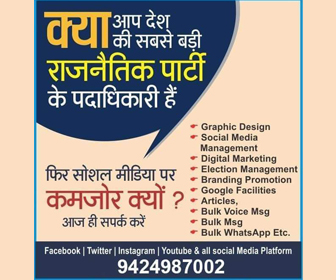 क्या आप देश
की सबसे बड़ी
राजनैतिक पार्टी
के पदाधिकारी हैं
फिर सोशल मीडिया पर
कमजोर क्यों ?
आज ही सपर्क करें
Graphic Design
Social Media
Management
Digital Marketing
Election Management
Branding Promotion
Google Facilities
Articles,
Bulk Voice Msg
Bulk Msg
Bulk WhatsApp Etc.
Facebook | Twitter | Instagram | Youtube & all social Media Platform
9424987002